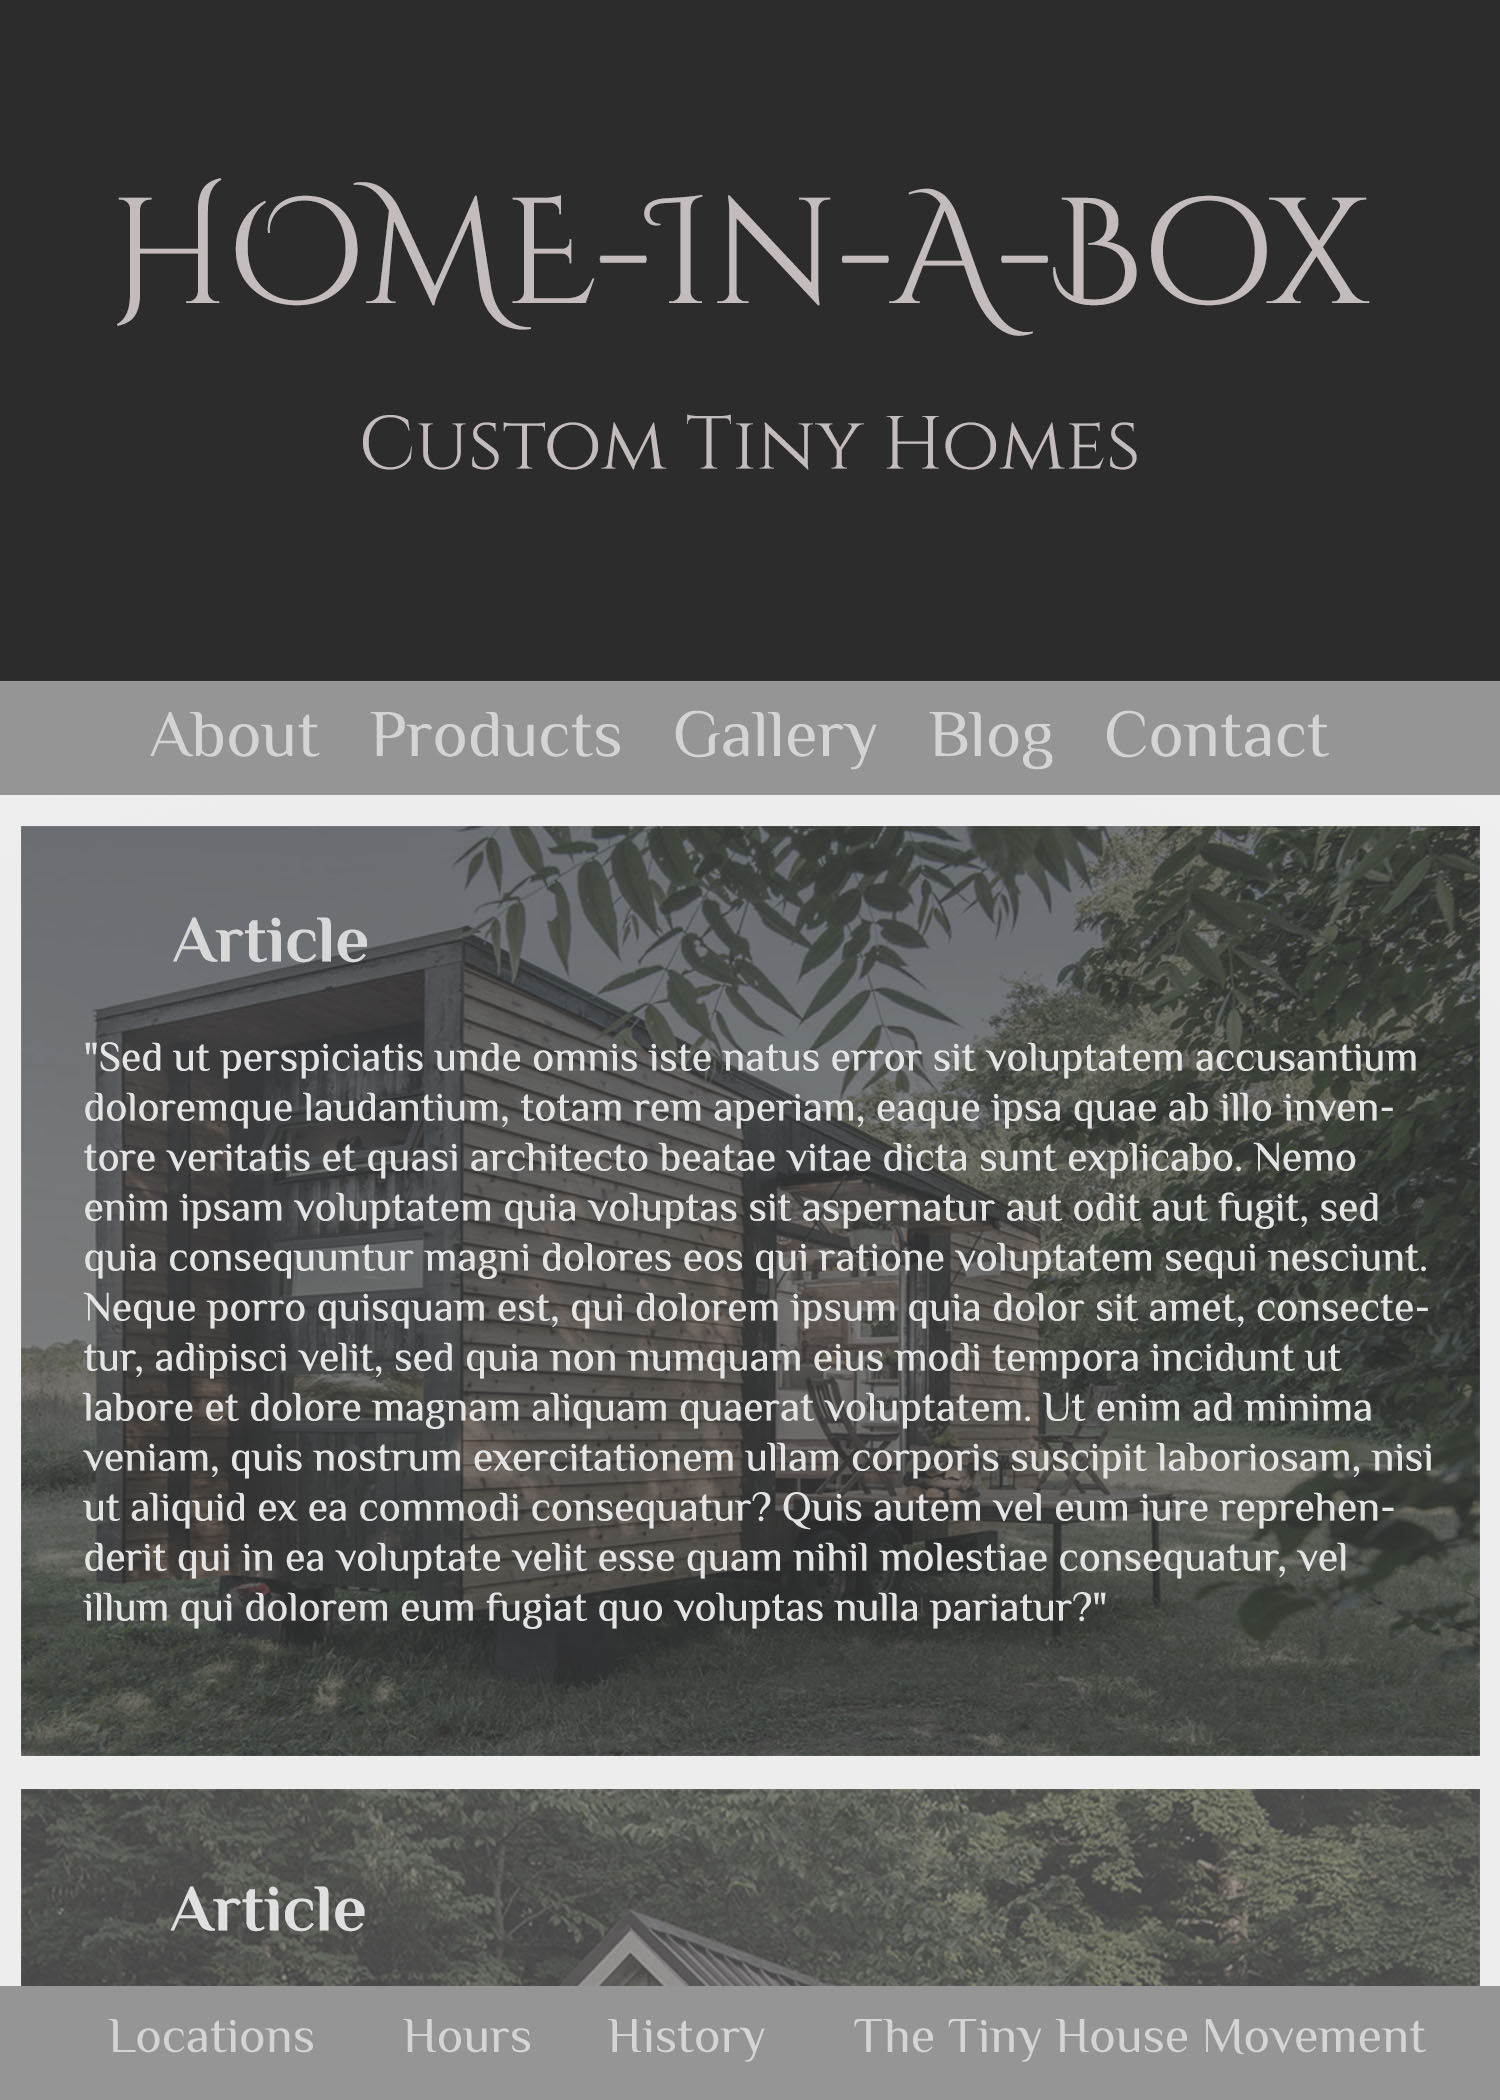 HOME-IN-A-BOX
Custom Tiny Homes
About Products Gallery Blog Contact
Article
"Sed ut perspiciatis unde omnis iste natus error sit voluptatem accusantium
doloremque laudantium, totam rem aperiam, eaque ipsa quae ab illo inven-
tore veritatis et quasi architecto beatae vitae dicta sunt explicabo. Nemo
enim ipsam voluptatem quia voluptas sit aspernatur aut odit aut fugit, sed
quia consequuntur magni dolores eos qui ratione voluptatem sequi nesciunt.
Neque porro quisquam est, qui dolorem ipsum quia dolor sit amet, consecte-
tur, adipisci velit, sed quia non numquam eius modi tempora incidunt ut
labore et dolore magnam aliquam quaerat voluptatem. Ut enim ad minima
veniam, quis nostrum exercitationem ullam corporis suscipit laboriosam, nisi
ut aliquid ex ea commodi consequatur? Quis autem vel eum iure reprehen-
derit qui in ea voluptate velit esse quam nihil molestiae consequatur, vel
illum qui dolorem eum fugiat quo voluptas nulla pariatur?"
Article
Locations Hours History The Tiny House Movement